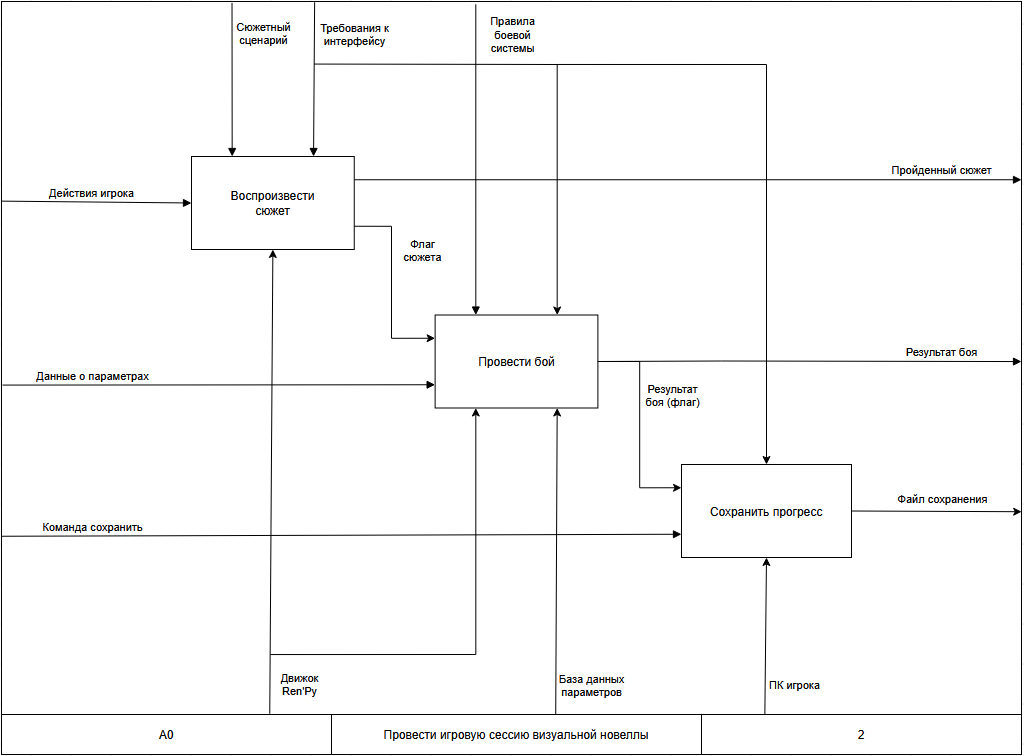 Сюжетный
сценарий
Требования к
интерфейсу
Правила
боевой
системы
Действия игрока
Воспроизвести
сюжет
Пройденный сюжет
Флаг
сюжета
Данные о параметрах
Провести бой
Результат боя
Результат
боя (флаг)
Команда сохранить
Сохранить прогресс
Файл сохранения
Движок
Ren'Py
База данных
параметров
ПК игрока
A0
Провести игровую сессию визуальной новеллы
2